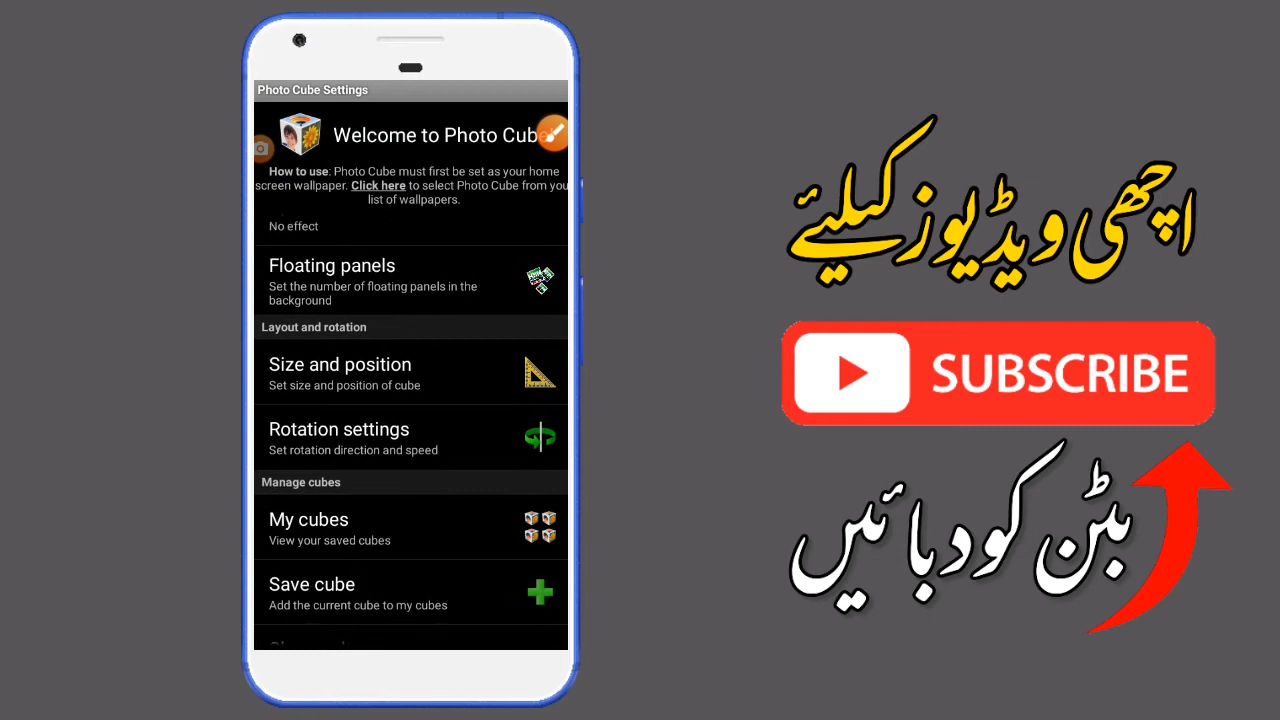 Photo Cube Settings
Welcome to Photo Cube
How to use: Photo Cube must first be set as your home
screen wallpaper. Click here to select Photo Cube from you
list of wallpapers.
No effect
Floating panels
Set the number of floating panels in the
background
Layout and rotation
Size and position
Set size and position of cube
Rotation settings
Set rotation direction and speed
Manage cubes
My cubes
View your saved cubes
Save cube
Add the current cube to my cubes
اچھی ویڈیوز کیلئے
SUBSCRIBE
بٹن کو دبائیں